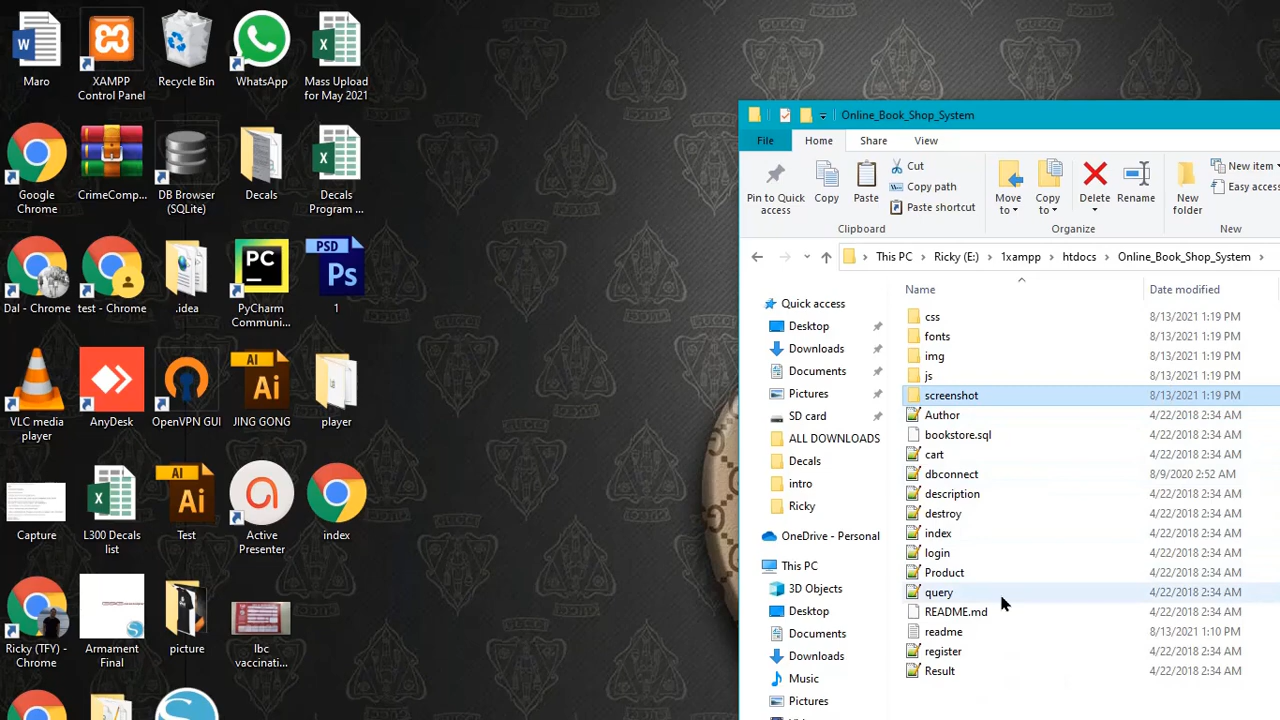 Maro
XAMPP
Control Panel
Recycle Bin
WhatsApp
Mass Upload
for May 2021
Google
Chrome
CrimeComp...
DB Browser
(SQLite)
Decals
Decals
Program ...
PSD
Ps
Dal - Chrome
test - Chrome
.idea
PC
PyCharm
Communi...
1
VLC media
player
AnyDesk
OpenVPN GUI
AI
Ai
JING GONG
player
Capture
L300 Decals
list
AI
Ai
Test
Active
Presenter
index
Ricky (TFY) -
Chrome
Armament
Final
picture
lbc
vaccinati...
Online_Book_Shop_System
File
Home
Share
View
Pin to Quick
access
Copy
Paste
Cut
Copy path
Paste shortcut
Clipboard
Move
to
Copy
to
Delete
Rename
Organize
New
folder
New item
Easy access
New
This PC
Ricky (E:)
1xampp
htdocs
Online_Book_Shop_System
Quick access
Desktop
Downloads
Documents
Pictures
SD card
ALL DOWNLOADS
Decals
intro
Ricky
OneDrive - Personal
This PC
3D Objects
Desktop
Documents
Downloads
Music
Pictures
Name Date modified
css 8/13/2021 1:19 PM
fonts 8/13/2021 1:19 PM
img 8/13/2021 1:19 PM
js 8/13/2021 1:19 PM
screenshot 8/13/2021 1:19 PM
Author 4/22/2018 2:34 AM
bookstore.sql 4/22/2018 2:34 AM
cart 4/22/2018 2:34 AM
dbconnect 8/9/2020 2:52 AM
description 4/22/2018 2:34 AM
destroy 4/22/2018 2:34 AM
index 4/22/2018 2:34 AM
login 4/22/2018 2:34 AM
Product 4/22/2018 2:34 AM
query 4/22/2018 2:34 AM
README.md 4/22/2018 2:34 AM
readme 8/13/2021 1:10 PM
register 4/22/2018 2:34 AM
Result 4/22/2018 2:34 AM